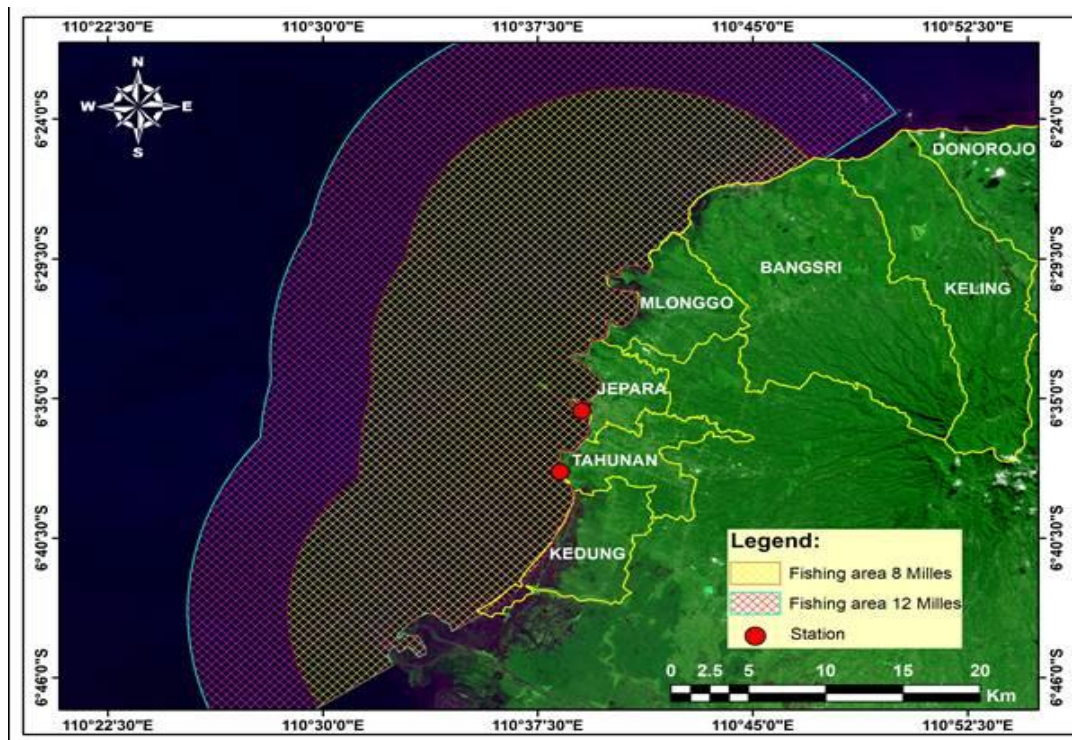 110°22'30"E 110°30'0"E 110°37'30"E 110°45'0"E 110°52'30"E
N
W E
S
6°24'0"S 6°24'0"S
DONOROJO
6°29'30"S 6°29'30"S
BANGSRI
KELING
MLONGGO
6°35'0"S 6°35'0"S
JEPARA
TAHUNAN
6°40'30"S 6°40'30"S
KEDUNG
Legend:
Fishing area 8 Milles
Fishing area 12 Milles
Station
6°46'0"S 6°46'0"S
0 2.5 5 10 15 20
Km
110°22'30"E 110°30'0"E 110°37'30"E 110°45'0"E 110°52'30"E